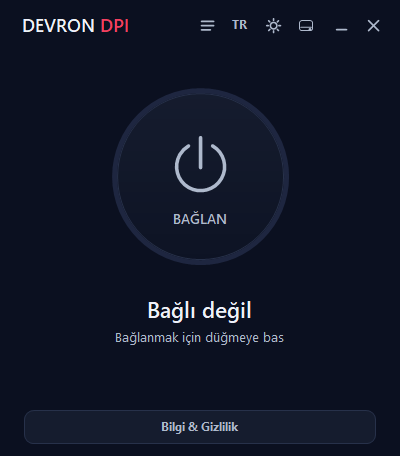 DEVRON DPI TR
BAĞLAN
Bağlı değil
Bağlanmak için düğmeye bas
Bilgi & Gizlilik